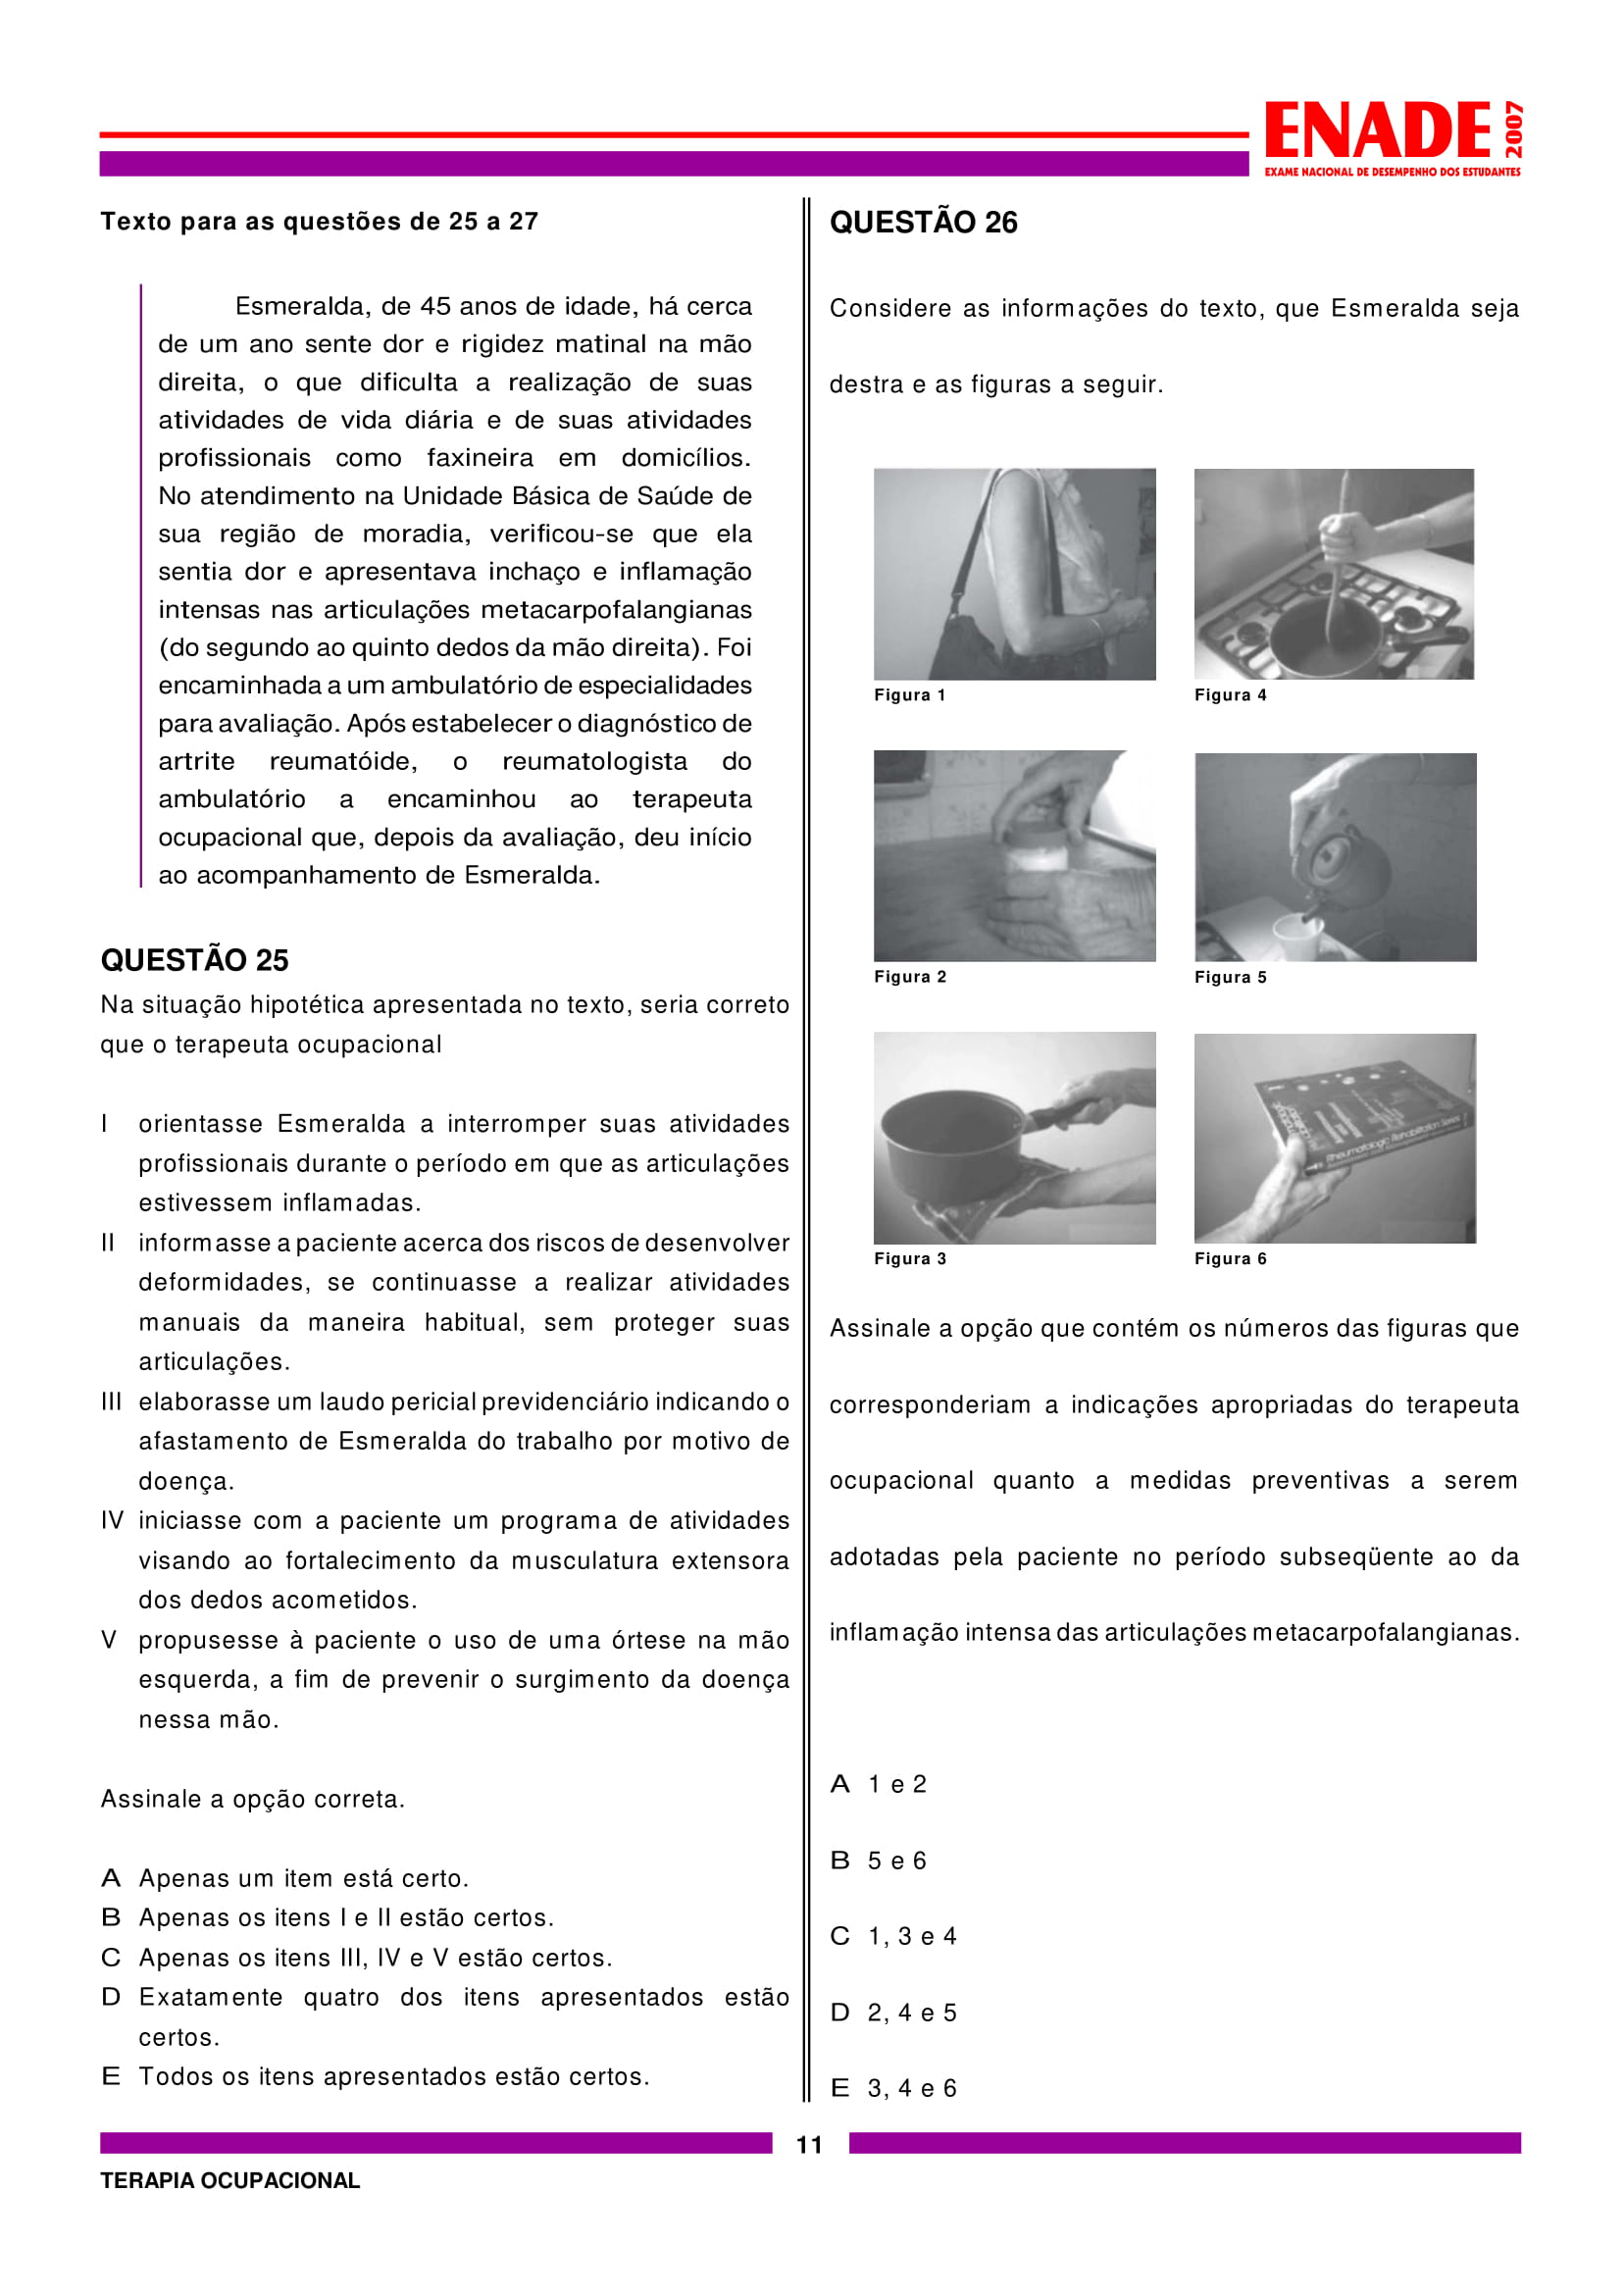 ENADE 2007
EXAME NACIONAL DE DESEMPENHO DOS ESTUDANTES
Texto para as questões de 25 a 27
Esmeralda, de 45 anos de idade, há cerca
de um ano sente dor e rigidez matinal na mão
direita, o que dificulta a realização de suas
atividades de vida diária e de suas atividades
profissionais como faxineira em domicílios.
No atendimento na Unidade Básica de Saúde de
sua região de moradia, verificou-se que ela
sentia dor e apresentava inchaço e inflamação
intensas nas articulações metacarpofalangianas
(do segundo ao quinto dedos da mão direita). Foi
encaminhada a um ambulatório de especialidades
para avaliação. Após estabelecer o diagnóstico de
artrite reumatóide, o reumatologista do
ambulatório a encaminhou ao terapeuta
ocupacional que, depois da avaliação, deu início
ao acompanhamento de Esmeralda.
QUESTÃO 25
Na situação hipotética apresentada no texto, seria correto
que o terapeuta ocupacional
I orientasse Esmeralda a interromper suas atividades
profissionais durante o período em que as articulações
estivessem inflamadas.
II informasse a paciente acerca dos riscos de desenvolver
deformidades, se continuasse a realizar atividades
manuais da maneira habitual, sem proteger suas
articulações.
III elaborasse um laudo pericial previdenciário indicando o
afastamento de Esmeralda do trabalho por motivo de
doença.
IV iniciasse com a paciente um programa de atividades
visando ao fortalecimento da musculatura extensora
dos dedos acometidos.
V propusesse à paciente o uso de uma órtese na mão
esquerda, a fim de prevenir o surgimento da doença
nessa mão.
Assinale a opção correta.
A Apenas um item está certo.
B Apenas os itens I e II estão certos.
C Apenas os itens III, IV e V estão certos.
D Exatamente quatro dos itens apresentados estão
certos.
E Todos os itens apresentados estão certos.
QUESTÃO 26
Considere as informações do texto, que Esmeralda seja
destra e as figuras a seguir.
Figura 1
Figura 4
Figura 2
Figura 5
Rheumatologic Rehabilitation Series
Figura 3
Figura 6
Assinale a opção que contém os números das figuras que
corresponderiam a indicações apropriadas do terapeuta
ocupacional quanto a medidas preventivas a serem
adotadas pela paciente no período subseqüente ao da
inflamação intensa das articulações metacarpofalangianas.
A 1 e 2
B 5 e 6
C 1, 3 e 4
D 2, 4 e 5
E 3, 4 e 6
11
TERAPIA OCUPACIONAL